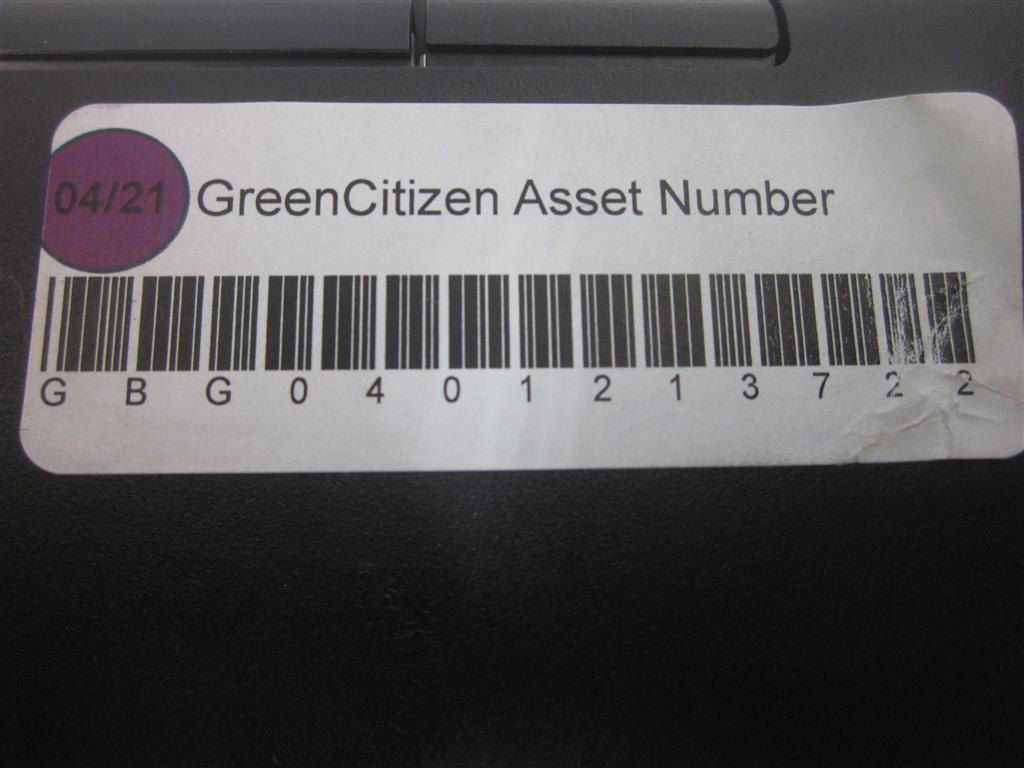 04/21 GreenCitizen Asset Number
G B G 0 4 0 1 2 1 3 7 2 2